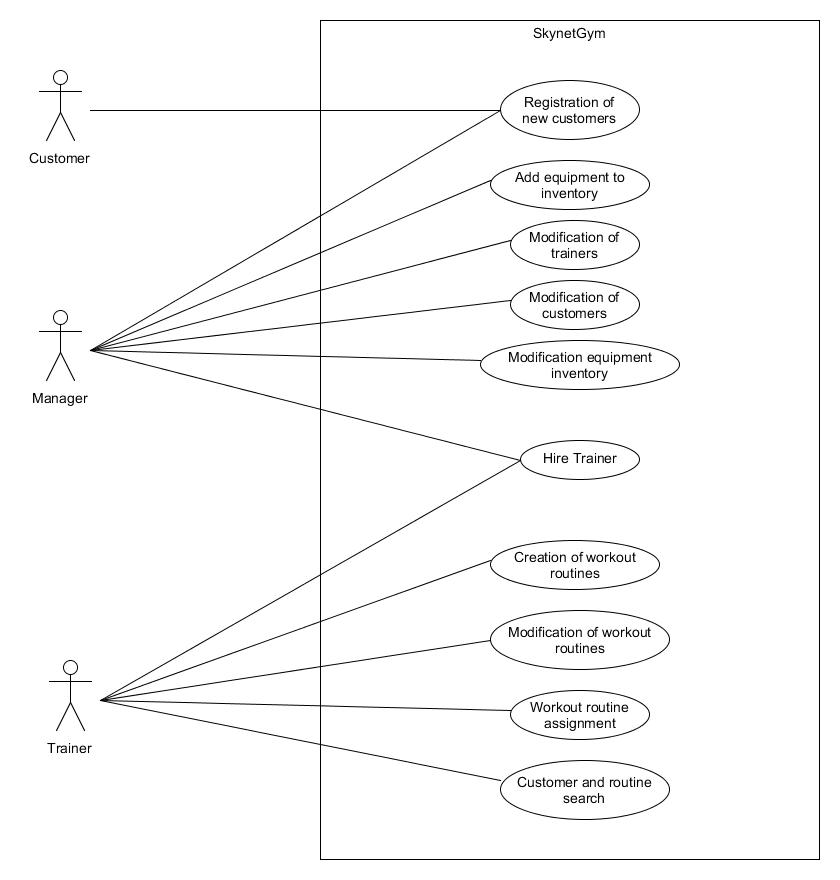 SkynetGym
Registration of
new customers
Customer
Add equipment to
inventory
Modification of
trainers
Modification of
customers
Modification equipment
inventory
Manager
Hire Trainer
Creation of workout
routines
Modification of workout
routines
Workout routine
assignment
Trainer
Customer and routine
search